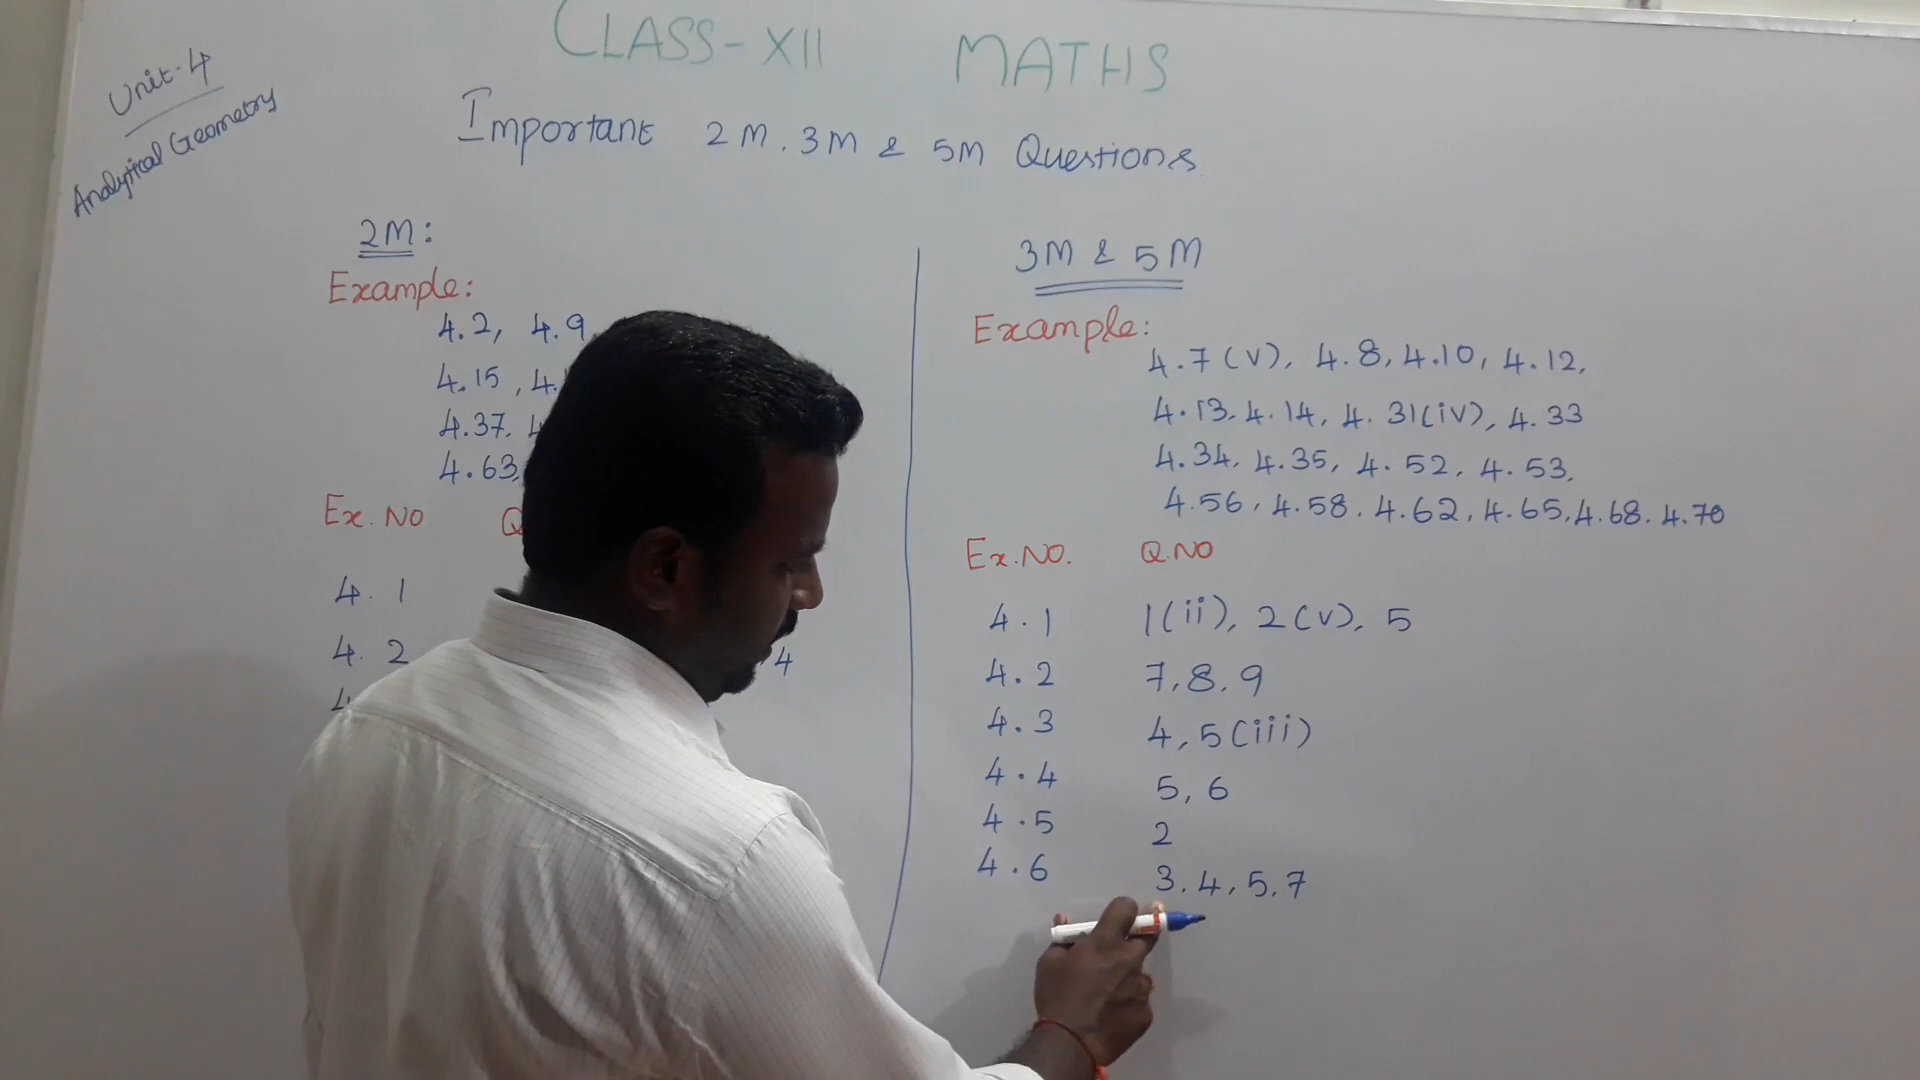 CLASS-XII MATHS
Unit-4
Analytical Geometry
Important 2M, 3M & 5M Questions
2M:
Example:
4.2, 4.9
4.15, 4.
4.37,
4.63,
Ex. No Q
4.1
4.2 4
3M & 5M
Example:
4.7(v), 4.8, 4.10, 4.12,
4.13, 4.14, 4.31(iv), 4.33
4.34, 4.35, 4.52, 4.53,
4.56, 4.58, 4.62, 4.65, 4.68, 4.70
Ex.No. Q.No
4.1 1(ii), 2(v), 5
4.2 7, 8, 9
4.3 4, 5(iii)
4.4 5, 6
4.5 2
4.6 3, 4, 5, 7